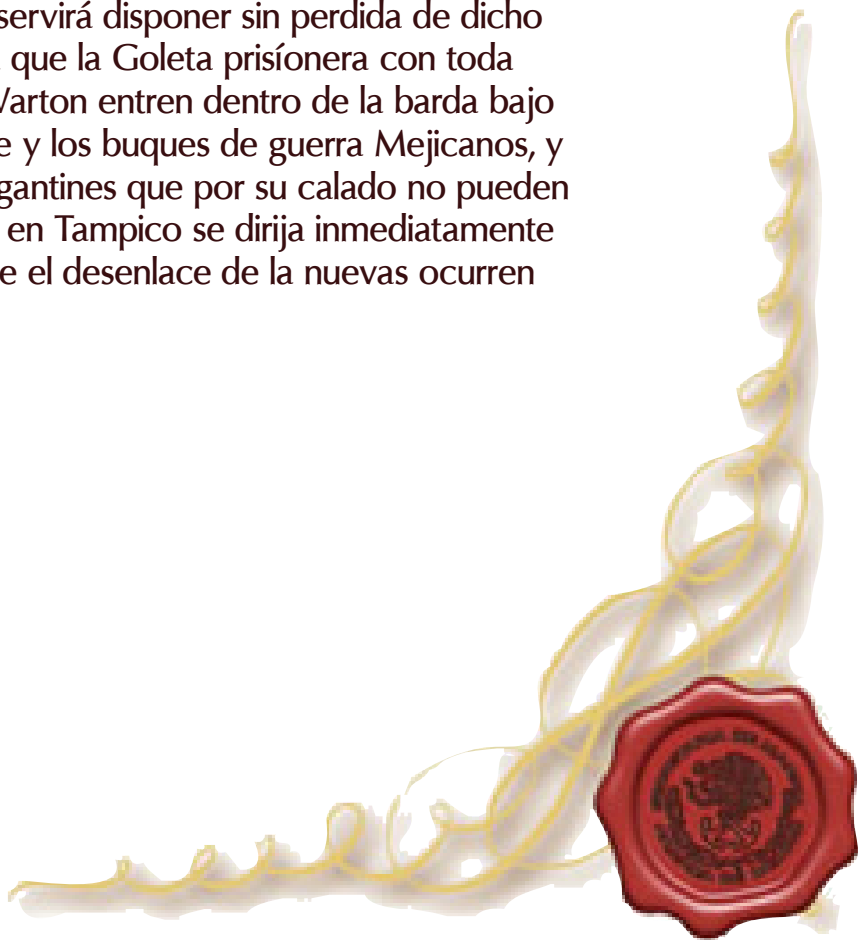 servirá disponer sin perdida de dicho
que la Goleta prisíonera con toda
Warton entren dentro de la barda bajo
e y los buques de guerra Mejicanos, y
gantines que por su calado no pueden
en Tampico se dirija inmediatamente
e el desenlace de la nuevas ocurren